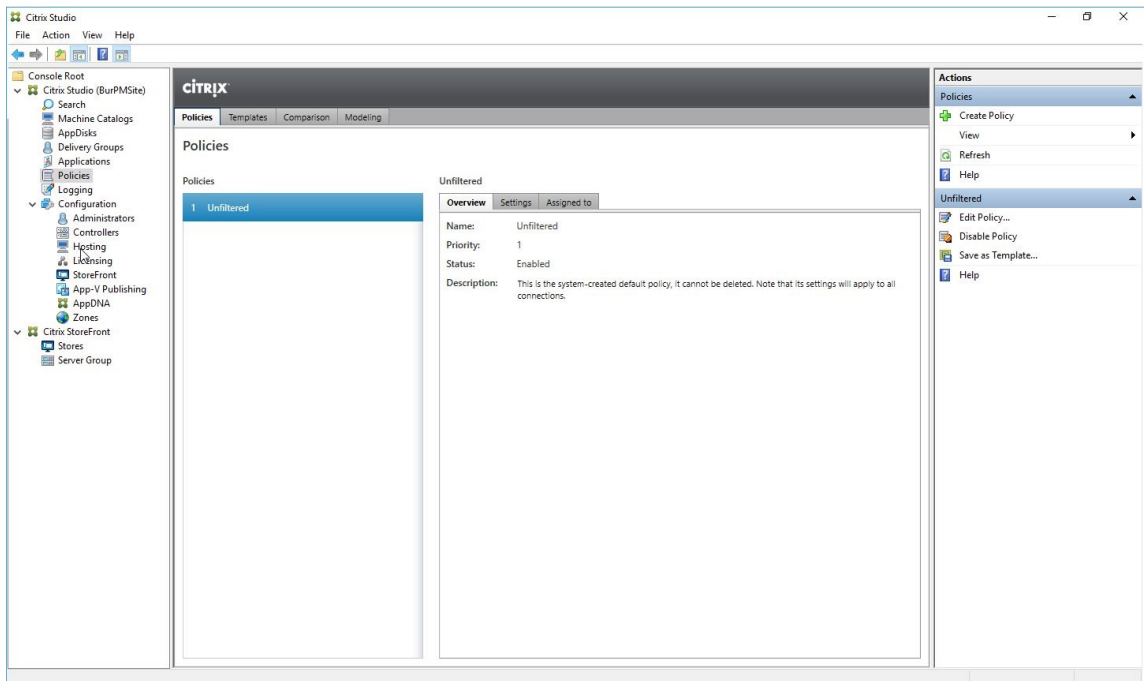 Citrix Studio
File Action View Help
Console Root
Citrix Studio (BurPMSite)
Search
Machine Catalogs
AppDisks
Delivery Groups
Applications
Policies
Logging
Configuration
Administrators
Controllers
Hosting
Licensing
StoreFront
App-V Publishing
AppDNA
Zones
Citrix StoreFront
Stores
Server Group
CİTRIX
Policies Templates Comparison Modeling
Policies
Policies
1 Unfiltered
Unfiltered
Overview Settings Assigned to
Name: Unfiltered
Priority: 1
Status: Enabled
Description: This is the system-created default policy, it cannot be deleted. Note that its settings will apply to all
connections.
Actions
Policies
Create Policy
View
Refresh
Help
Unfiltered
Edit Policy...
Disable Policy
Save as Template...
Help